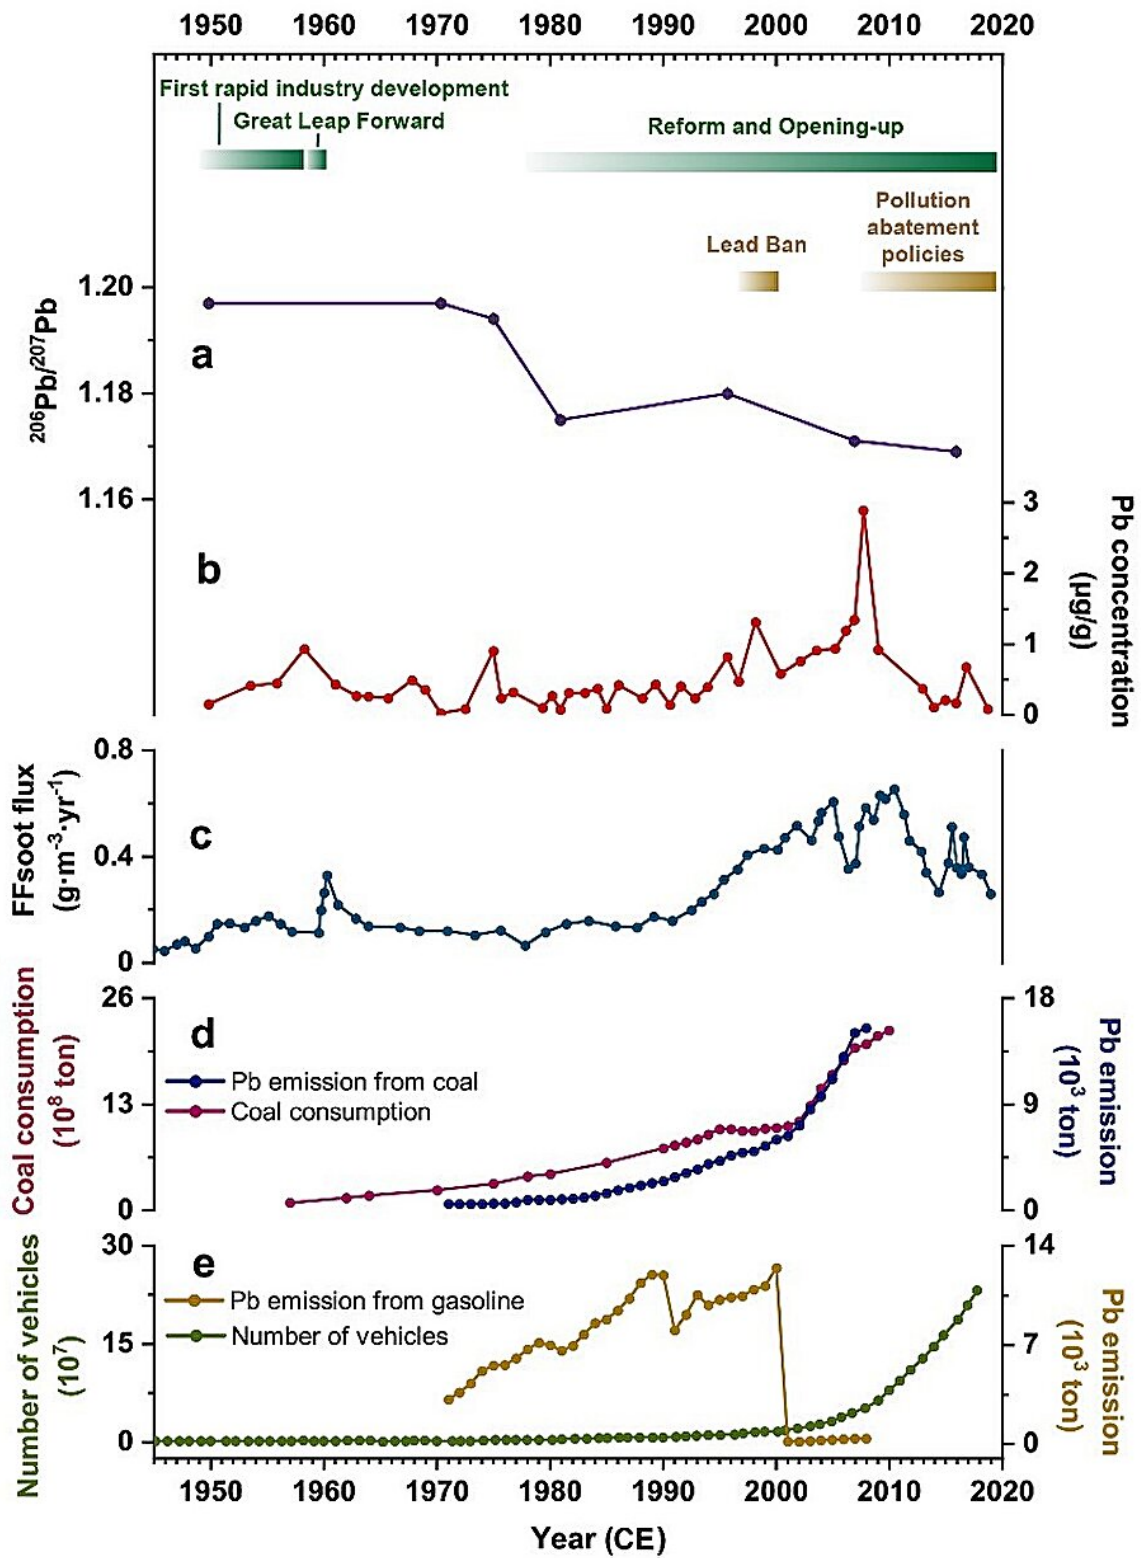 1950 1960 1970 1980 1990 2000 2010 2020
First rapid industry development
Great Leap Forward
Reform and Opening-up
Pollution
abatement
policies
Lead Ban
1.20
1.18
1.16
²⁰⁶Pb/²⁰⁷Pb
a
3
2
1
0
Pb concentration
(μg/g)
b
0.8
0.4
0
FFsoot flux
(g·m⁻³·yr⁻¹)
c
26
13
0
Coal consumption
(10⁸ ton)
d
Pb emission from coal
Coal consumption
18
9
0
Pb emission
(10³ ton)
30
15
0
Number of vehicles
(10⁷)
e
Pb emission from gasoline
Number of vehicles
14
7
0
Pb emission
(10³ ton)
1950 1960 1970 1980 1990 2000 2010 2020
Year (CE)